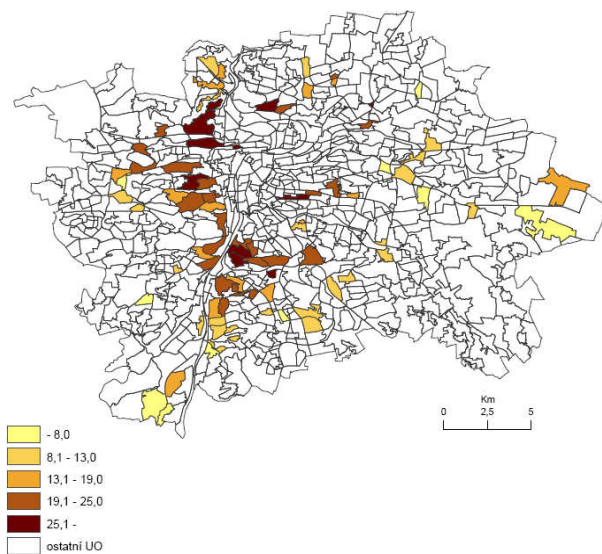 Km
0 2,5 5
- 8,0
8,1 - 13,0
13,1 - 19,0
19,1 - 25,0
25,1 -
ostatní UO